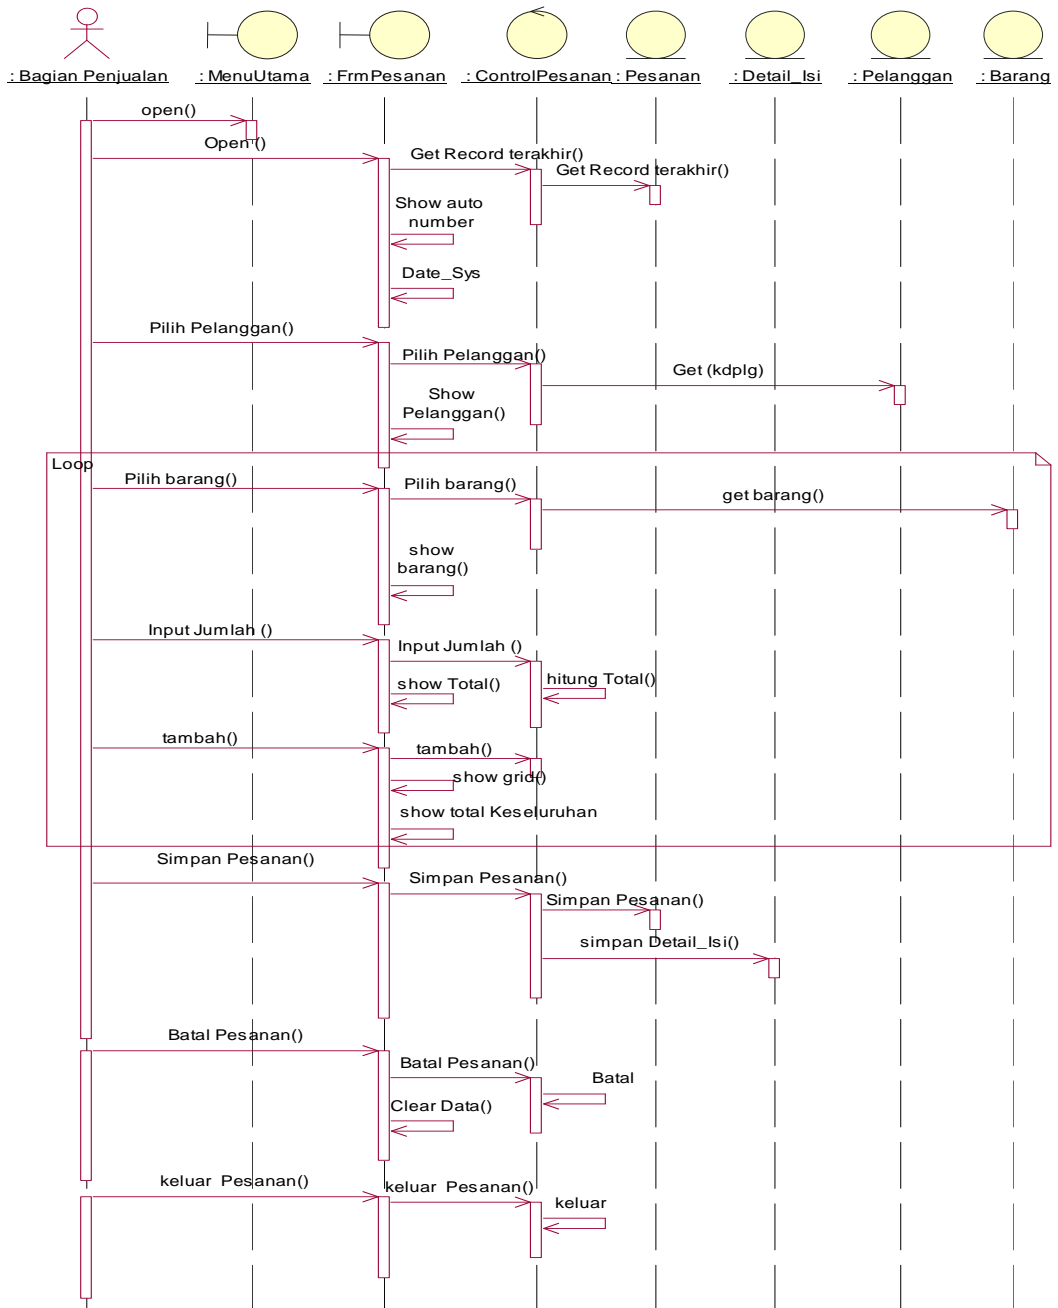 : Bagian Penjualan
: MenuUtama
: FrmPesanan
: ControlPesanan
: Pesanan
: Detail_Isi
: Pelanggan
: Barang
open()
Open ()
Get Record terakhir()
Get Record terakhir()
Show auto
number
Date_Sys
Pilih Pelanggan()
Pilih Pelanggan()
Get (kdplg)
Show
Pelanggan()
Loop
Pilih barang()
Pilih barang()
get barang()
show
barang()
Input Jumlah ()
Input Jumlah ()
hitung Total()
show Total()
tambah()
tambah()
show grid()
show total Keseluruhan
Simpan Pesanan()
Simpan Pesanan()
Simpan Pesanan()
simpan Detail_Isi()
Batal Pesanan()
Batal Pesanan()
Batal
Clear Data()
keluar  Pesanan()
keluar  Pesanan()
keluar